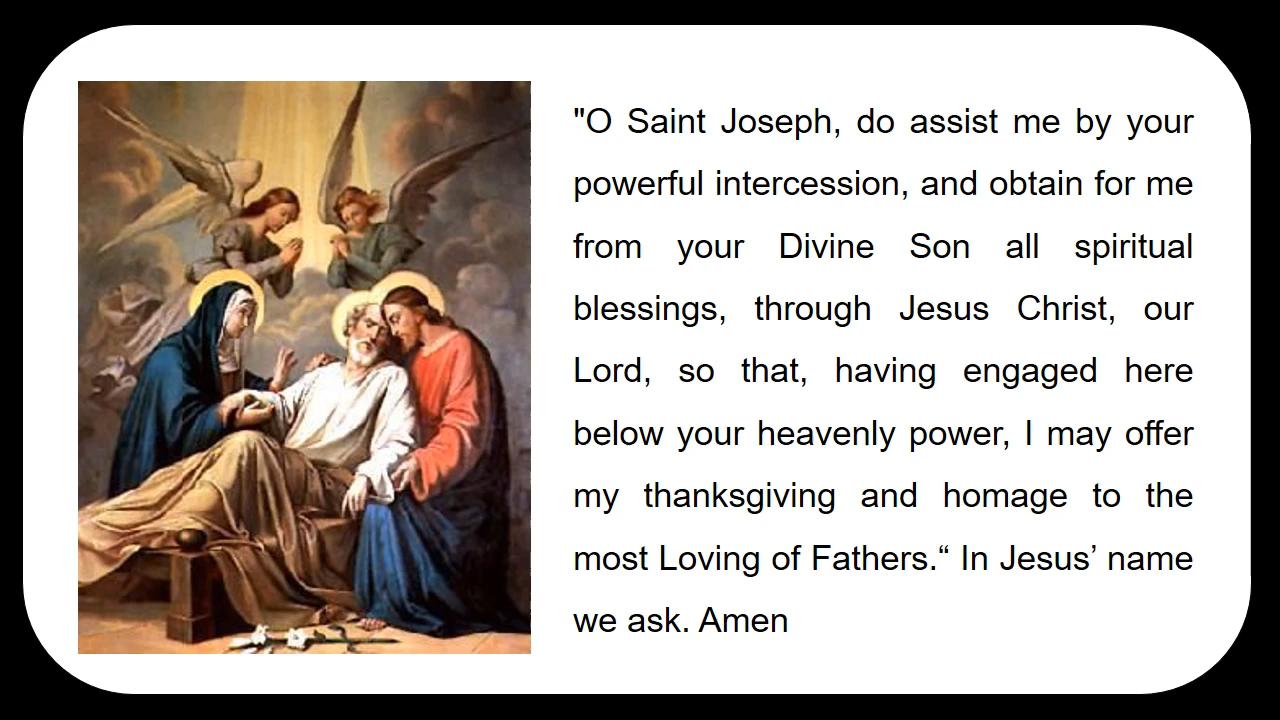 "O Saint Joseph, do assist me by your
powerful intercession, and obtain for me
from your Divine Son all spiritual
blessings, through Jesus Christ, our
Lord, so that, having engaged here
below your heavenly power, I may offer
my thanksgiving and homage to the
most Loving of Fathers.“ In Jesus’ name
we ask. Amen